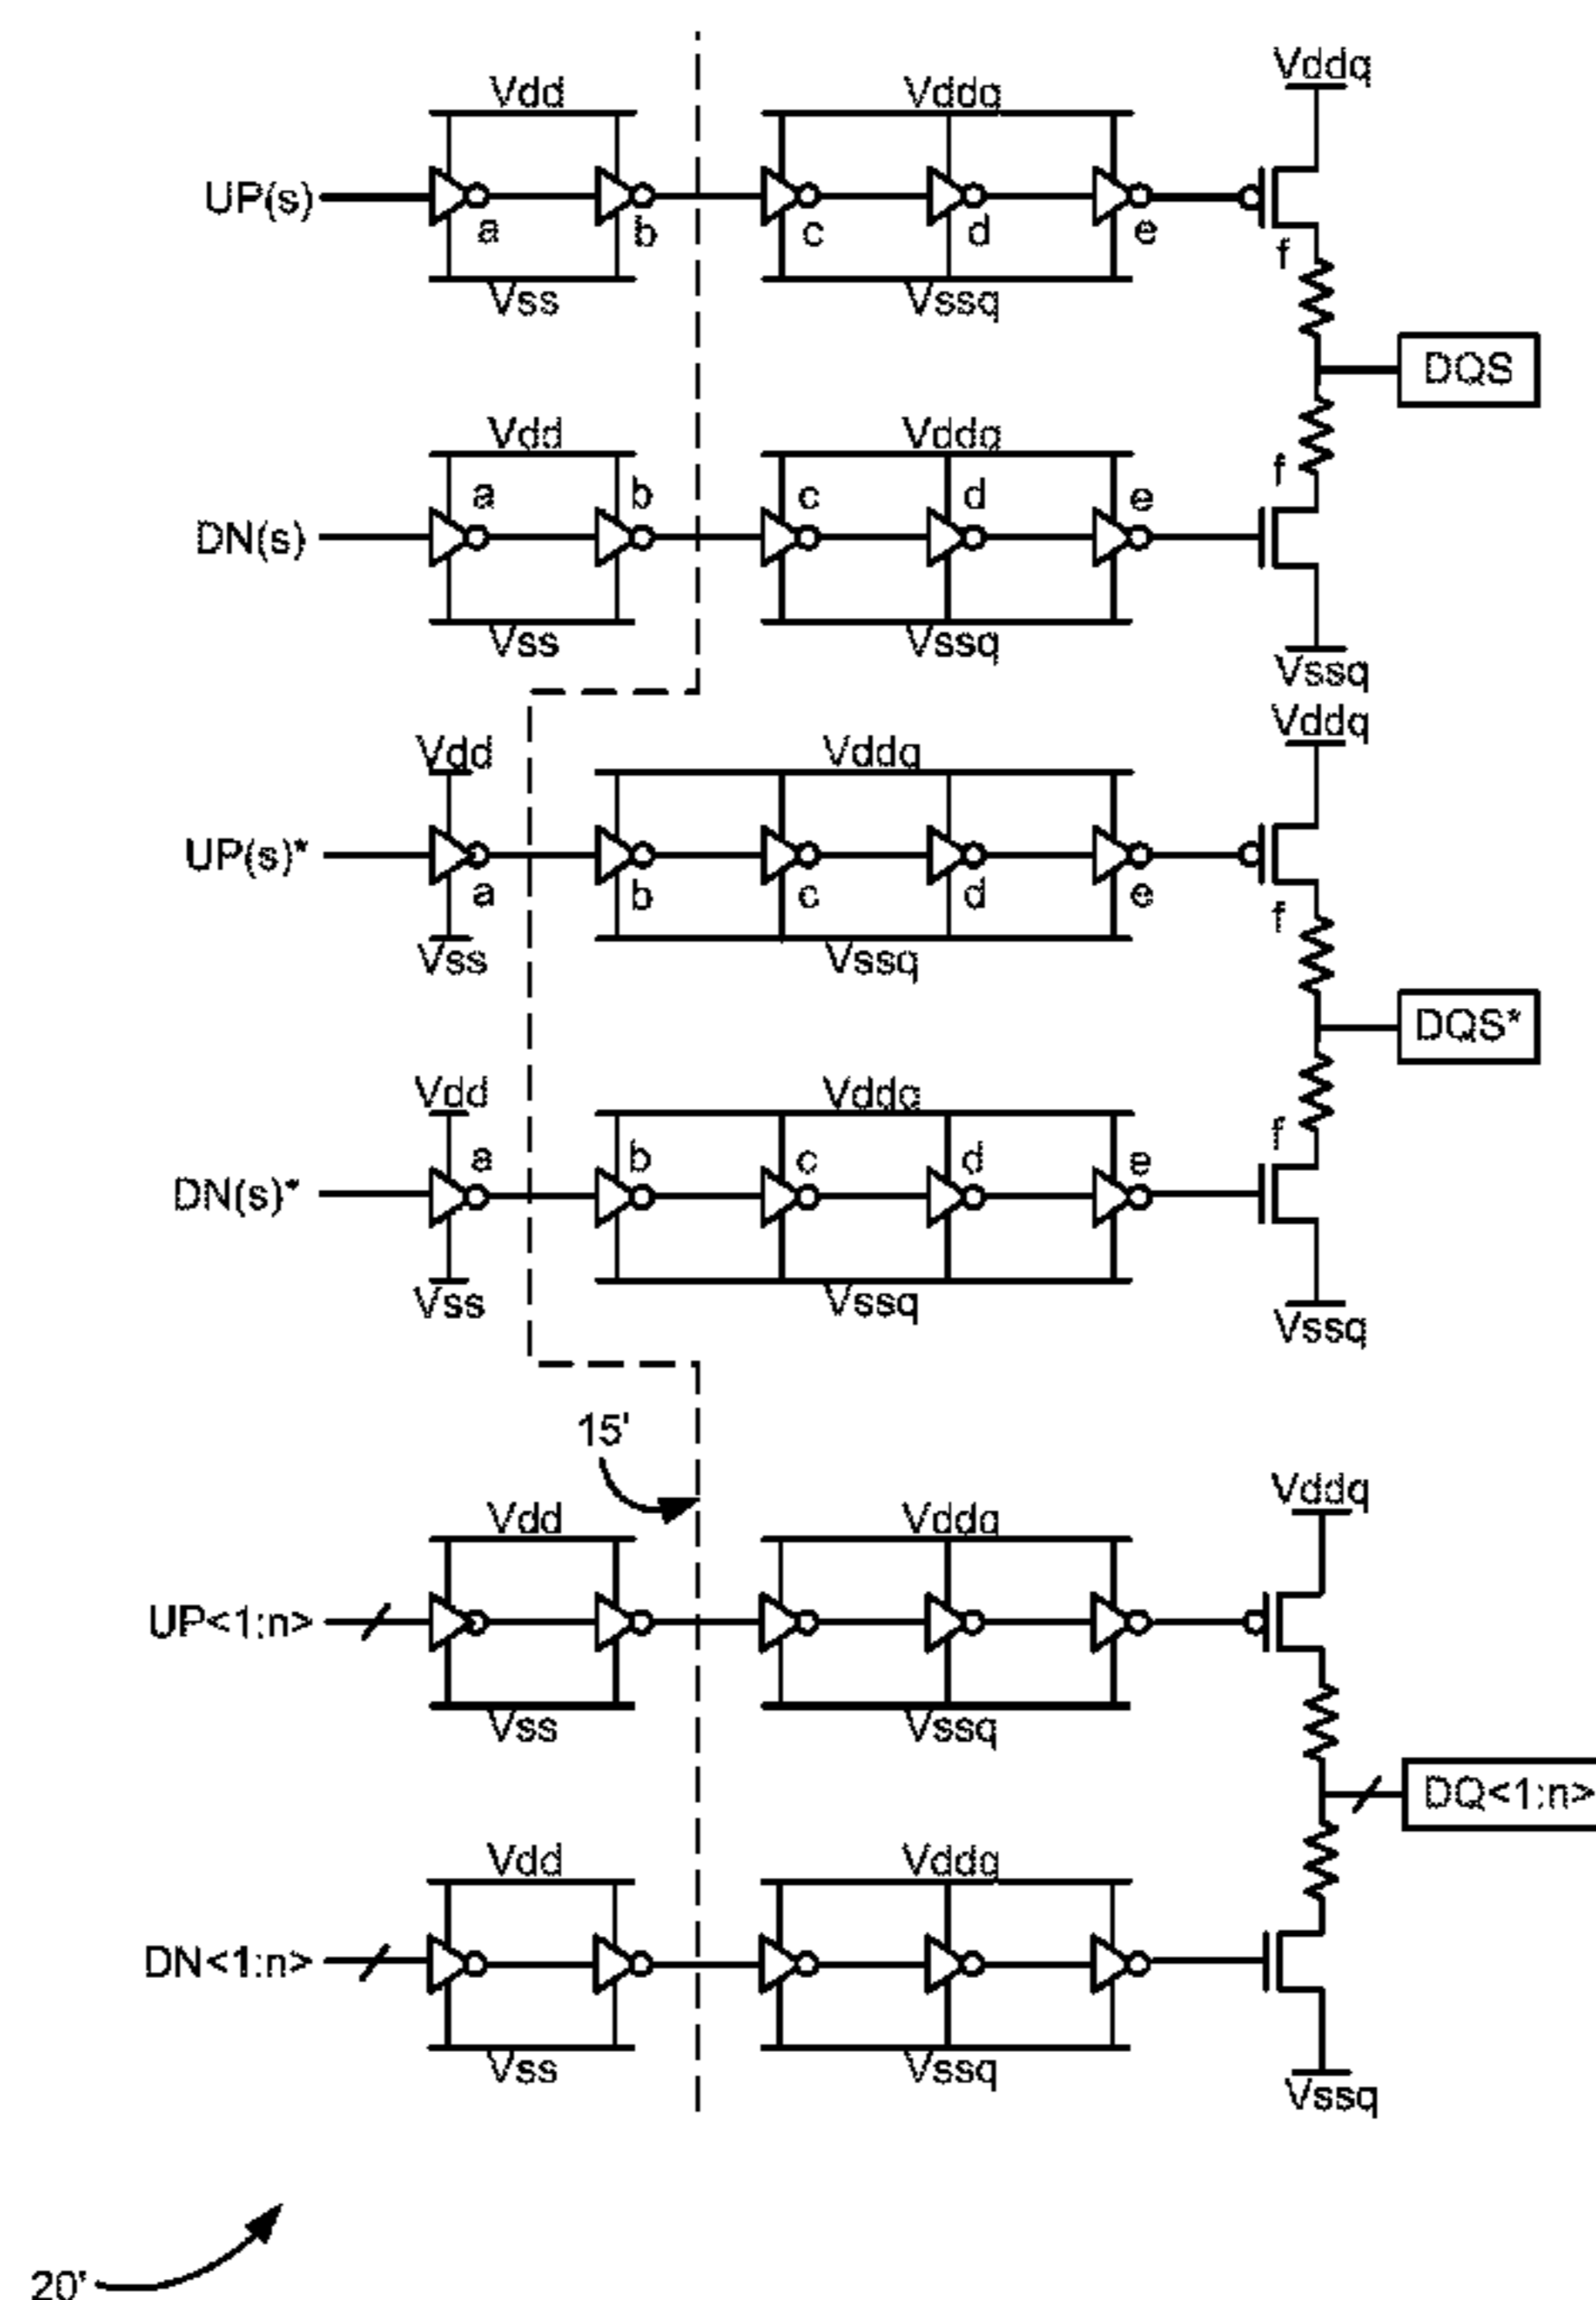 Vdd Vddq Vddq
UP(s) a b c d e f
Vss Vssq
DQS
Vdd Vddq
DN(s) a b c d e f
Vss Vssq Vssq
Vdd Vddq Vddq
UP(s)* a b c d e f
Vss Vssq
DQS*
Vdd Vddq
DN(s)* a b c d e f
Vss Vssq Vssq
15'
Vdd Vddq Vddq
UP<1:n>
Vss Vssq
DQ<1:n>
Vdd Vddq
DN<1:n>
Vss Vssq Vssq
20'